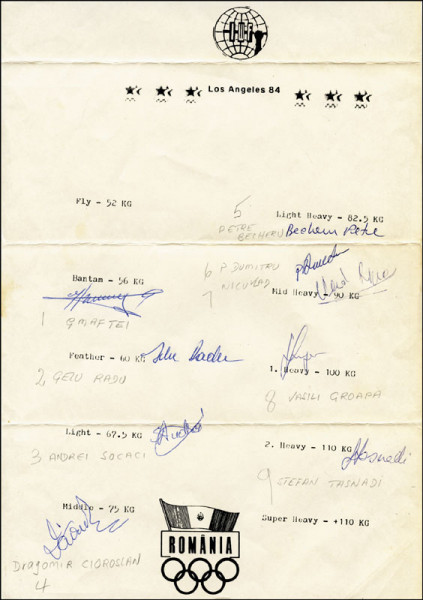 Los Angeles 84
Fly - 52 KG
5
Light Heavy - 82.5 KG
PETRE BECHERU
Becheru Petre
Bantam - 56 KG
6 P DUMITRU
7 NICU VLAD
Mid Heavy - 90 KG
1 G MAFTEI
Feather - 60 KG
Gelu Radu
1. Heavy - 100 KG
2 GELU RADU
8 VASILI GROAPA
Light - 67.5 KG
2. Heavy - 110 KG
Tasnadi
3 ANDREI SOCACI
9 STEFAN TASNADI
Middle - 75 KG
Super Heavy - +110 KG
ROMÂNIA
Dragomir CIOROSLAN
4